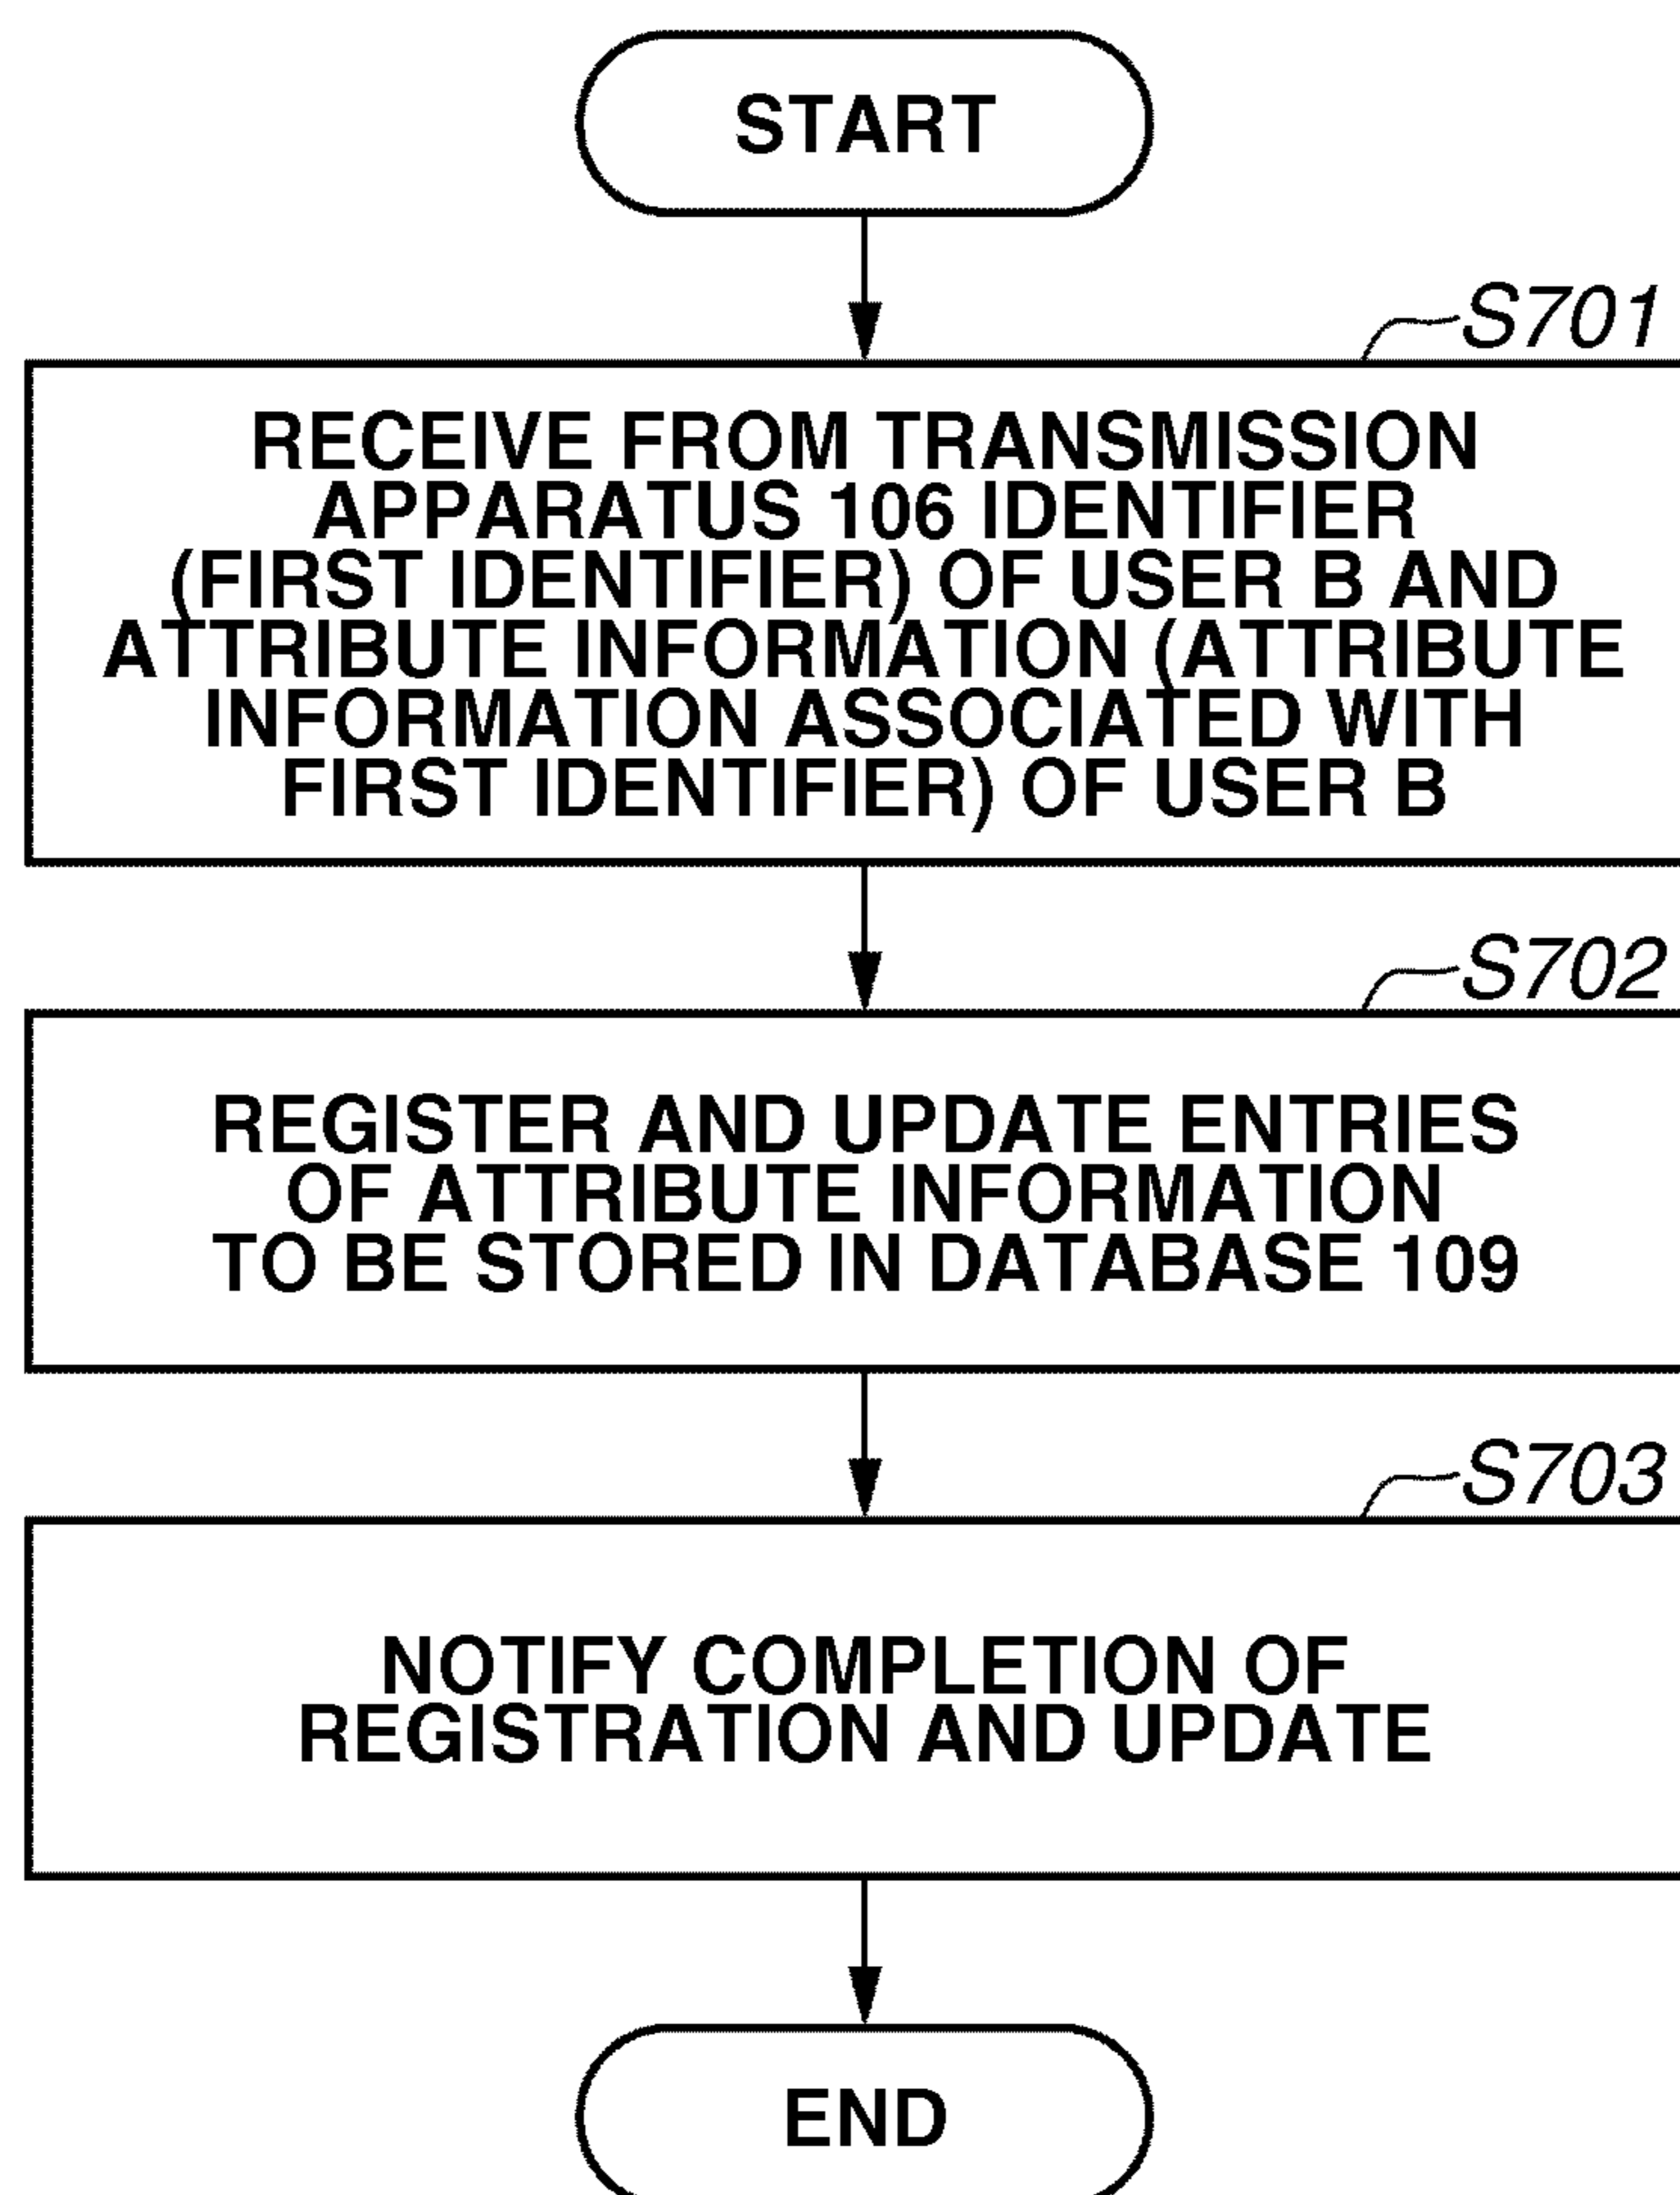 START
S701
RECEIVE FROM TRANSMISSION
APPARATUS 106 IDENTIFIER
(FIRST IDENTIFIER) OF USER B AND
ATTRIBUTE INFORMATION (ATTRIBUTE
INFORMATION ASSOCIATED WITH
FIRST IDENTIFIER) OF USER B
S702
REGISTER AND UPDATE ENTRIES
OF ATTRIBUTE INFORMATION
TO BE STORED IN DATABASE 109
S703
NOTIFY COMPLETION OF
REGISTRATION AND UPDATE
END